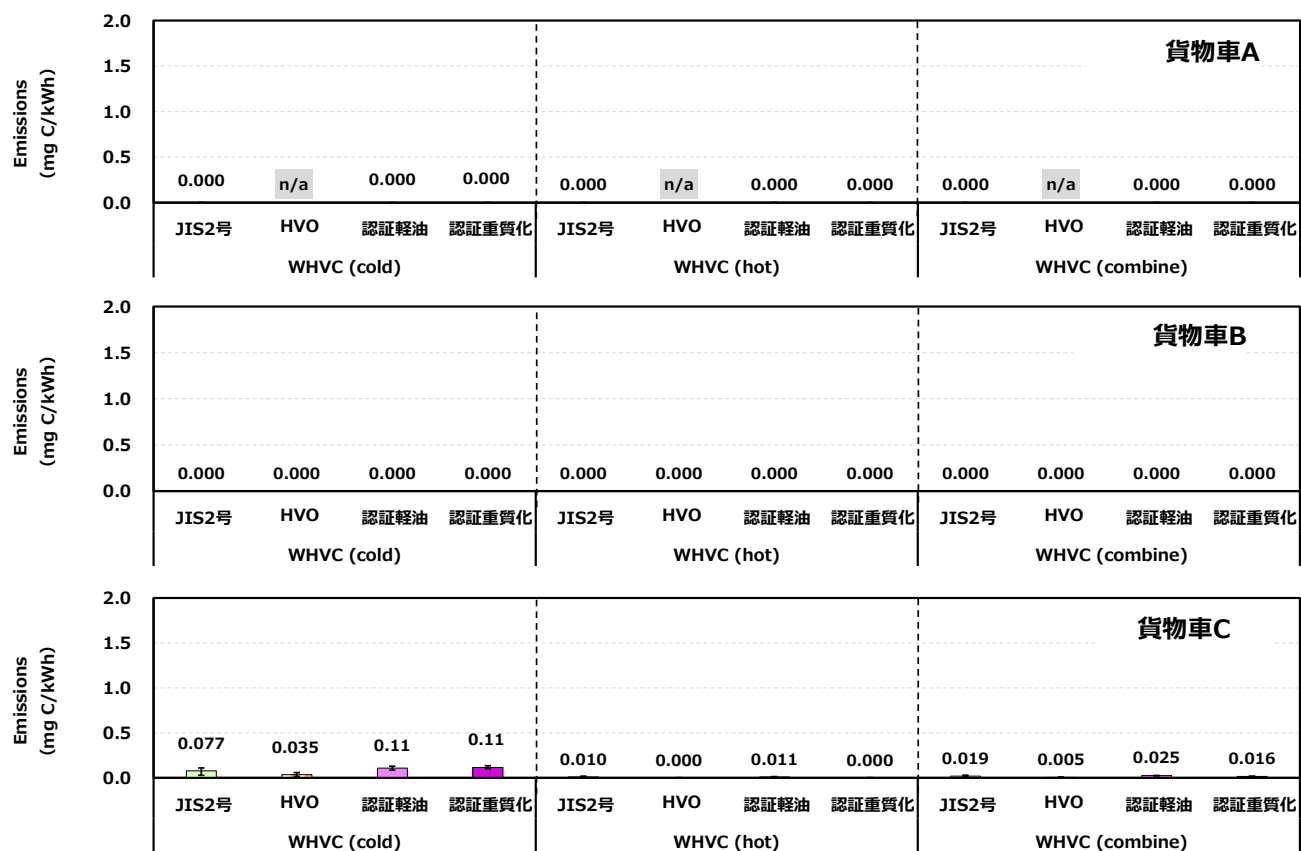 貨物車A
Emissions
(mg C/kWh)
2.0
1.5
1.0
0.5
0.0
0.000 n/a 0.000 0.000 0.000 n/a 0.000 0.000 0.000 n/a 0.000 0.000
JIS2号 HVO 認証軽油 認証重質化 JIS2号 HVO 認証軽油 認証重質化 JIS2号 HVO 認証軽油 認証重質化
WHVC (cold) WHVC (hot) WHVC (combine)
貨物車B
Emissions
(mg C/kWh)
2.0
1.5
1.0
0.5
0.0
0.000 0.000 0.000 0.000 0.000 0.000 0.000 0.000 0.000 0.000 0.000 0.000
JIS2号 HVO 認証軽油 認証重質化 JIS2号 HVO 認証軽油 認証重質化 JIS2号 HVO 認証軽油 認証重質化
WHVC (cold) WHVC (hot) WHVC (combine)
貨物車C
Emissions
(mg C/kWh)
2.0
1.5
1.0
0.5
0.0
0.077 0.035 0.11 0.11 0.010 0.000 0.011 0.000 0.019 0.005 0.025 0.016
JIS2号 HVO 認証軽油 認証重質化 JIS2号 HVO 認証軽油 認証重質化 JIS2号 HVO 認証軽油 認証重質化
WHVC (cold) WHVC (hot) WHVC (combine)